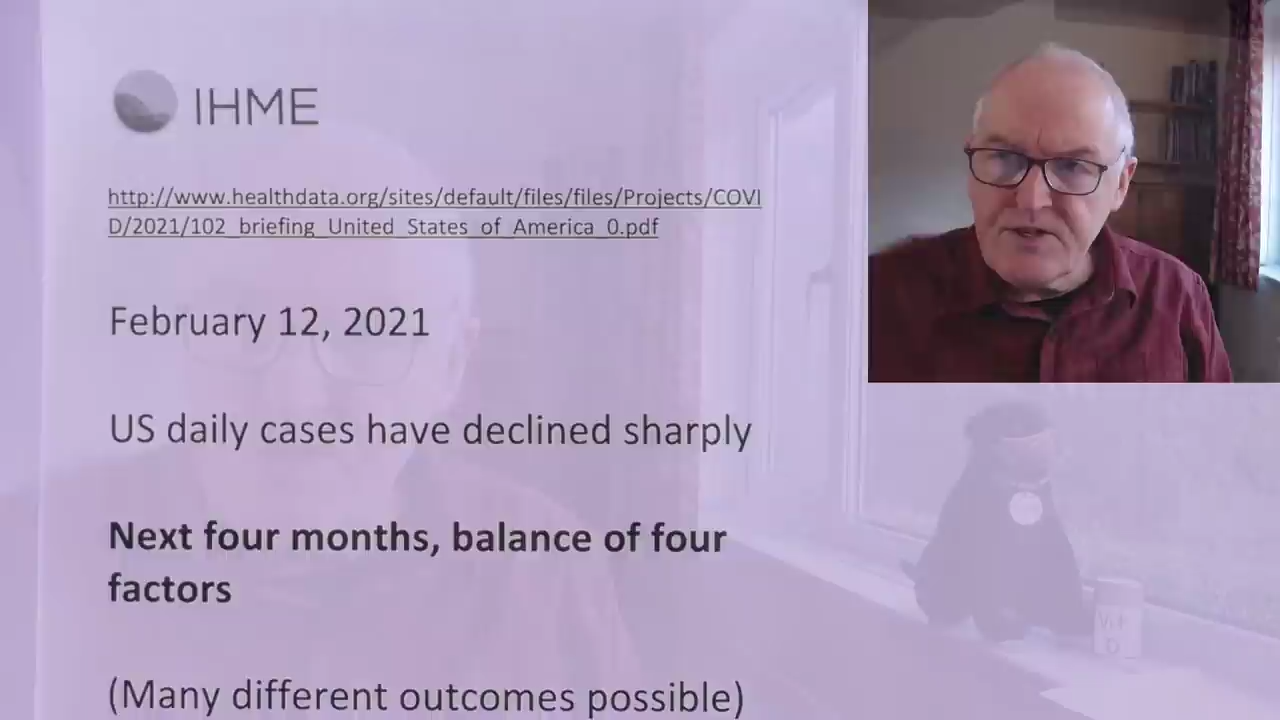 IHME
http://www.healthdata.org/sites/default/files/files/Projects/COVI
D/2021/102_briefing_United_States_of_America_0.pdf
February 12, 2021
US daily cases have declined sharply
Next four months, balance of four
factors
(Many different outcomes possible)
Vit
D